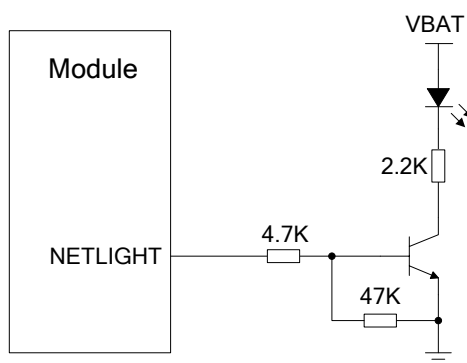 VBAT
Module
2.2K
4.7K
NETLIGHT
47K